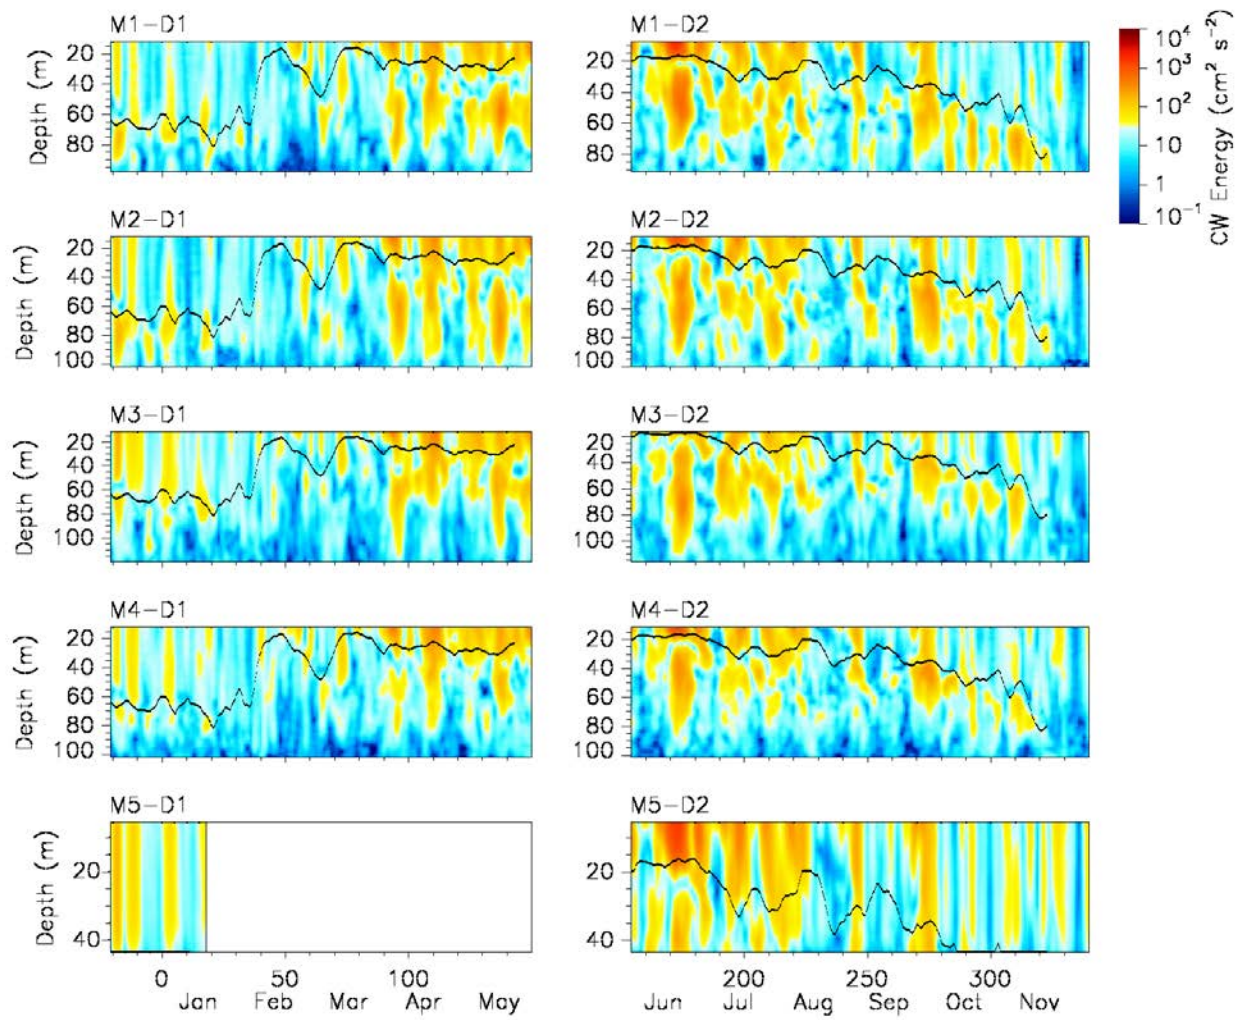 M1-D1
M1-D2
10⁴
10³
10²
10
1
10⁻¹
CW Energy (cm² s⁻²)
Depth (m)
20
40
60
80
20
40
60
80
M2-D1
M2-D2
Depth (m)
20
40
60
80
100
20
40
60
80
100
M3-D1
M3-D2
Depth (m)
20
40
60
80
100
20
40
60
80
100
M4-D1
M4-D2
Depth (m)
20
40
60
80
100
20
40
60
80
100
M5-D1
M5-D2
Depth (m)
20
40
20
40
0 50 100 200 250 300
Jan Feb Mar Apr May Jun Jul Aug Sep Oct Nov